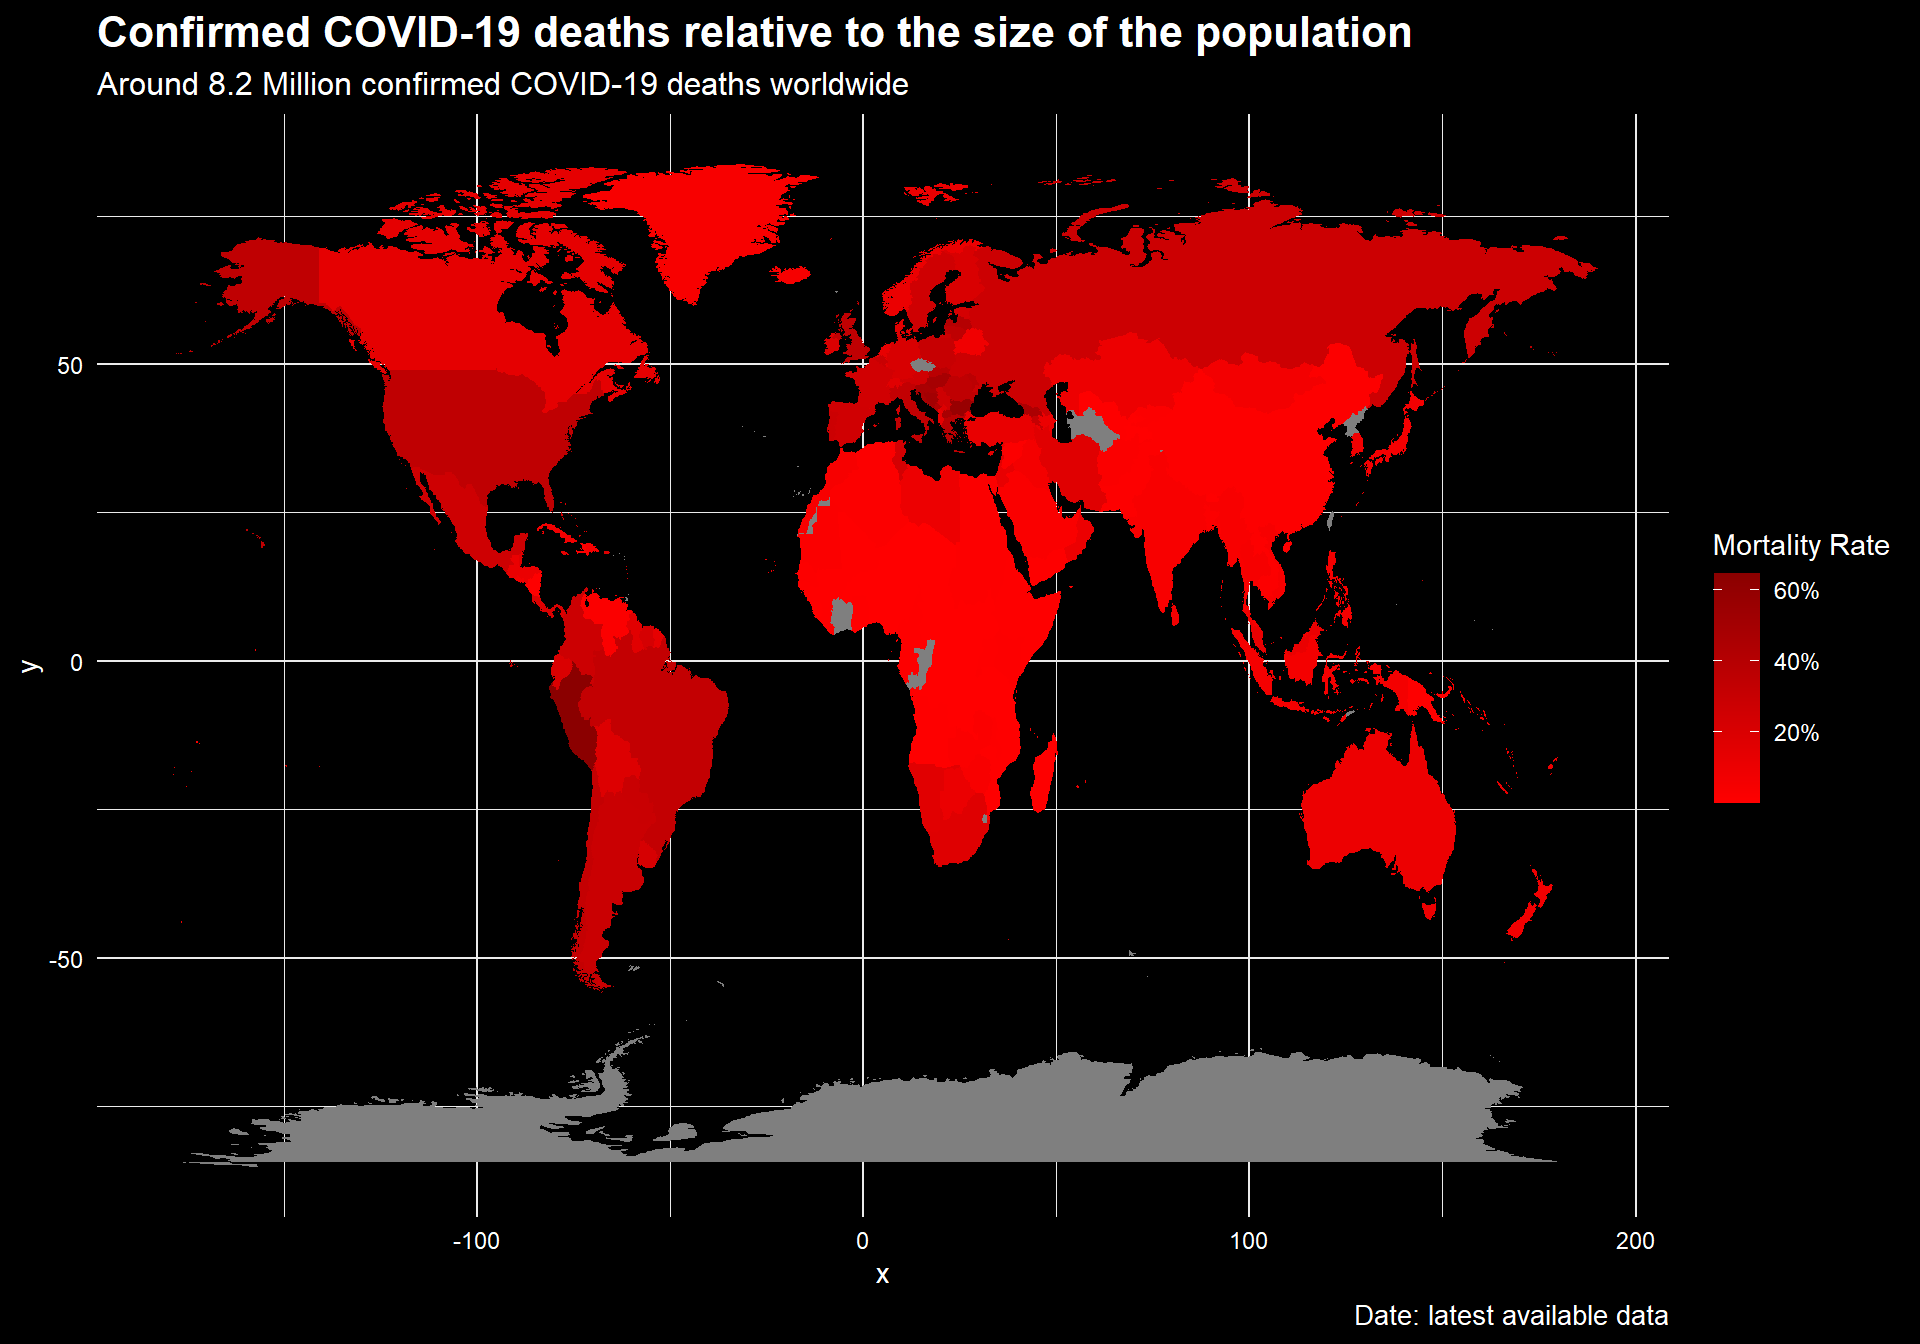 Confirmed COVID-19 deaths relative to the size of the population
Around 8.2 Million confirmed COVID-19 deaths worldwide
y
50
0
-50
-100
0
100
200
x
Mortality Rate
60%
40%
20%
Date: latest available data